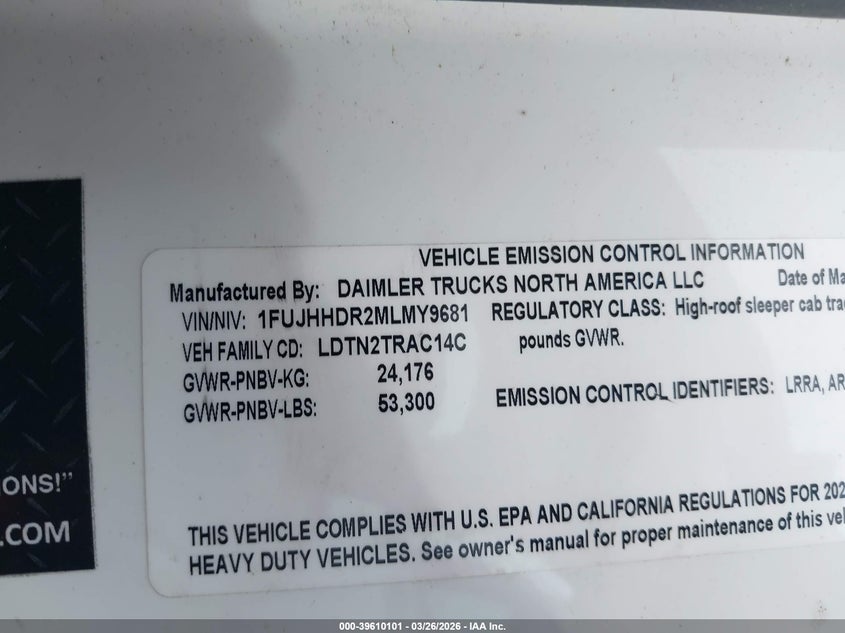 VEHICLE EMISSION CONTROL INFORMATION
Manufactured By: DAIMLER TRUCKS NORTH AMERICA LLC Date of Ma
VIN/NIV: 1FUJHHDR2MLMY9681 REGULATORY CLASS: High-roof sleeper cab tra
VEH FAMILY CD: LDTN2TRAC14C pounds GVWR.
GVWR-PNBV-KG: 24,176
GVWR-PNBV-LBS: 53,300 EMISSION CONTROL IDENTIFIERS: LRRA, AR
ONS!”
.COM
THIS VEHICLE COMPLIES WITH U.S. EPA AND CALIFORNIA REGULATIONS FOR 202
HEAVY DUTY VEHICLES. See owner's manual for proper maintenance of this veh
000-39610101 - 03/26/2026 - IAA Inc.